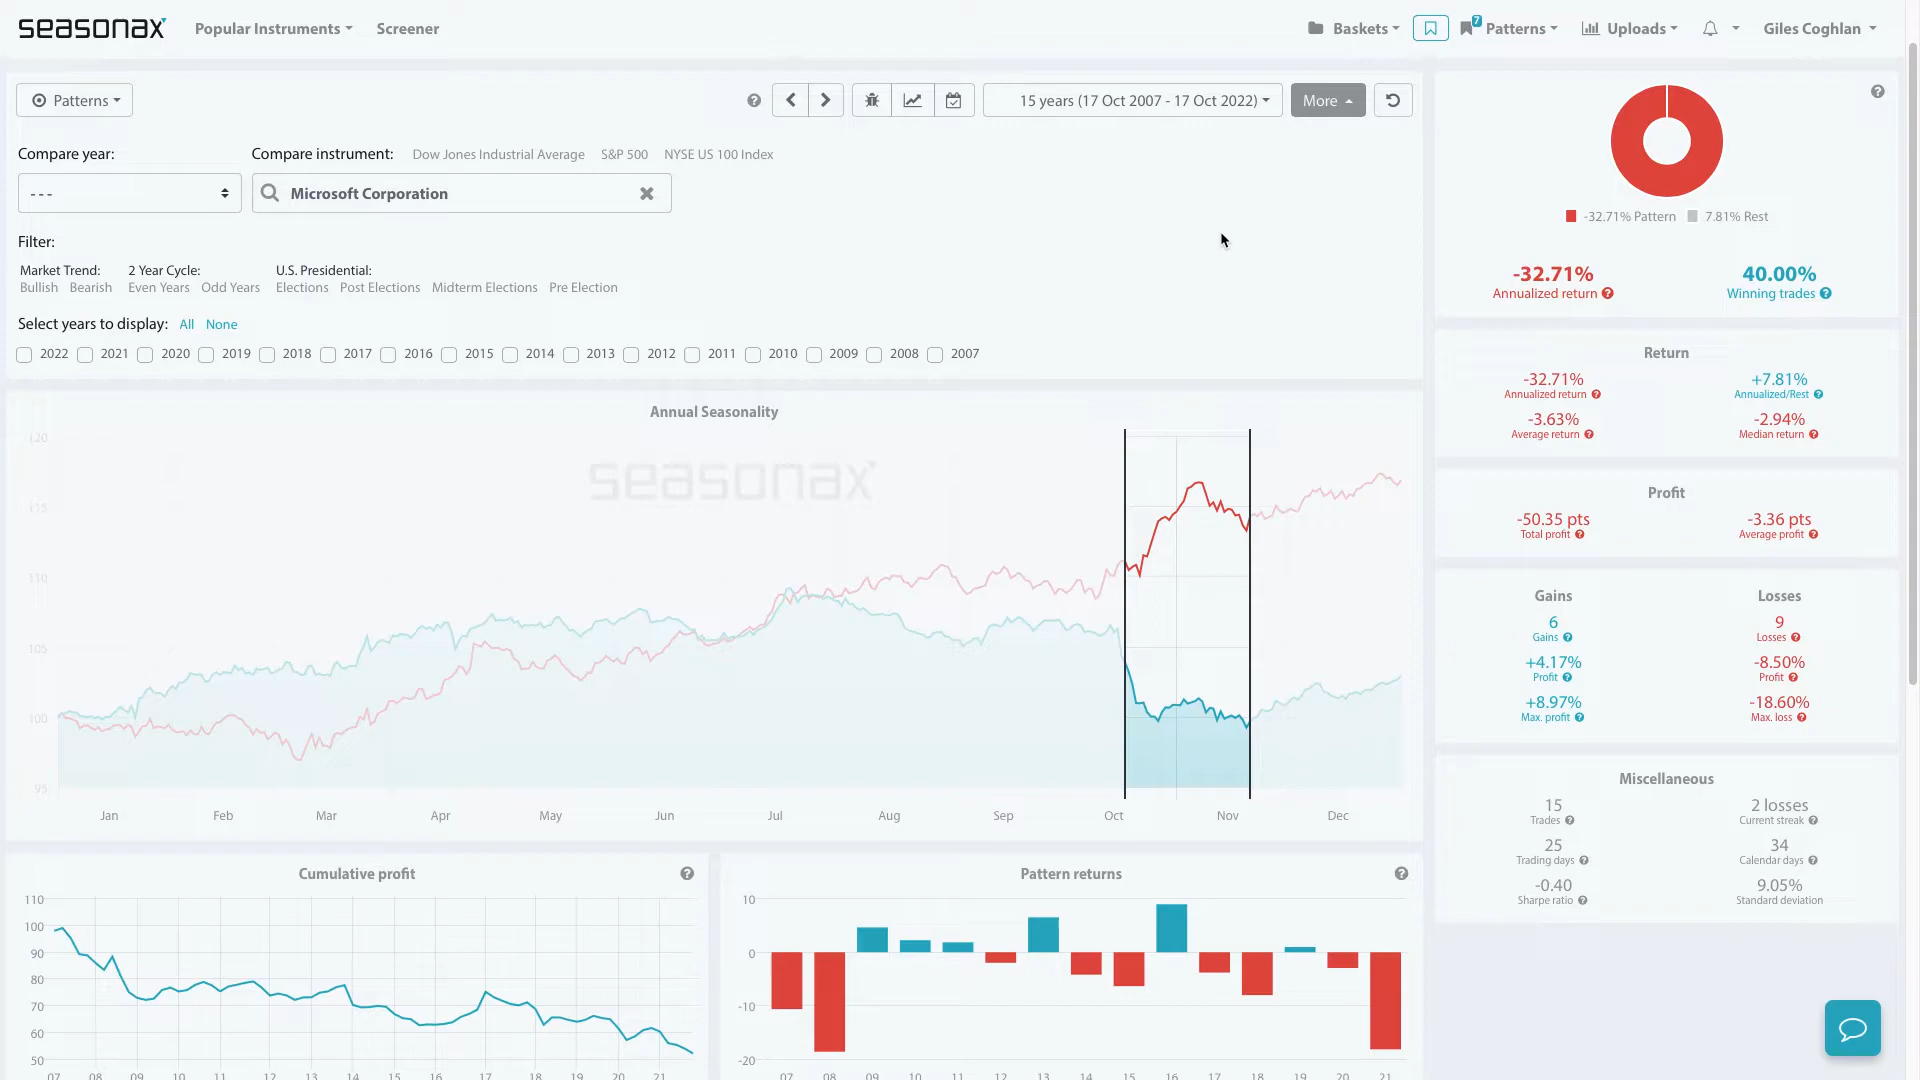 seasonax
Popular Instruments
Screener
Baskets
7
Patterns
Uploads
Giles Coghlan
Patterns
15 years (17 Oct 2007 - 17 Oct 2022)
More
Compare year:
Compare instrument:
Dow Jones Industrial Average
S&P 500
NYSE US 100 Index
- - -
Microsoft Corporation
Filter:
Market Trend:
2 Year Cycle:
U.S. Presidential:
Bullish
Bearish
Even Years
Odd Years
Elections
Post Elections
Midterm Elections
Pre Election
Select years to display:
All
None
2022
2021
2020
2019
2018
2017
2016
2015
2014
2013
2012
2011
2010
2009
2008
2007
Annual Seasonality
seasonax
120
115
110
105
100
95
Jan
Feb
Mar
Apr
May
Jun
Jul
Aug
Sep
Oct
Nov
Dec
Cumulative profit
110
100
90
80
70
60
50
07
08
09
10
11
12
13
14
15
16
17
18
19
20
21
Pattern returns
10
0
-10
-20
07
08
09
10
11
12
13
14
15
16
17
18
19
20
21
-32.71% Pattern
7.81% Rest
-32.71%
Annualized return
40.00%
Winning trades
Return
-32.71%
Annualized return
+7.81%
Annualized/Rest
-3.63%
Average return
-2.94%
Median return
Profit
-50.35 pts
Total profit
-3.36 pts
Average profit
Gains
Losses
6
Gains
9
Losses
+4.17%
Profit
-8.50%
Profit
+8.97%
Max. profit
-18.60%
Max. loss
Miscellaneous
15
Trades
2 losses
Current streak
25
Trading days
34
Calendar days
-0.40
Sharpe ratio
9.05%
Standard deviation